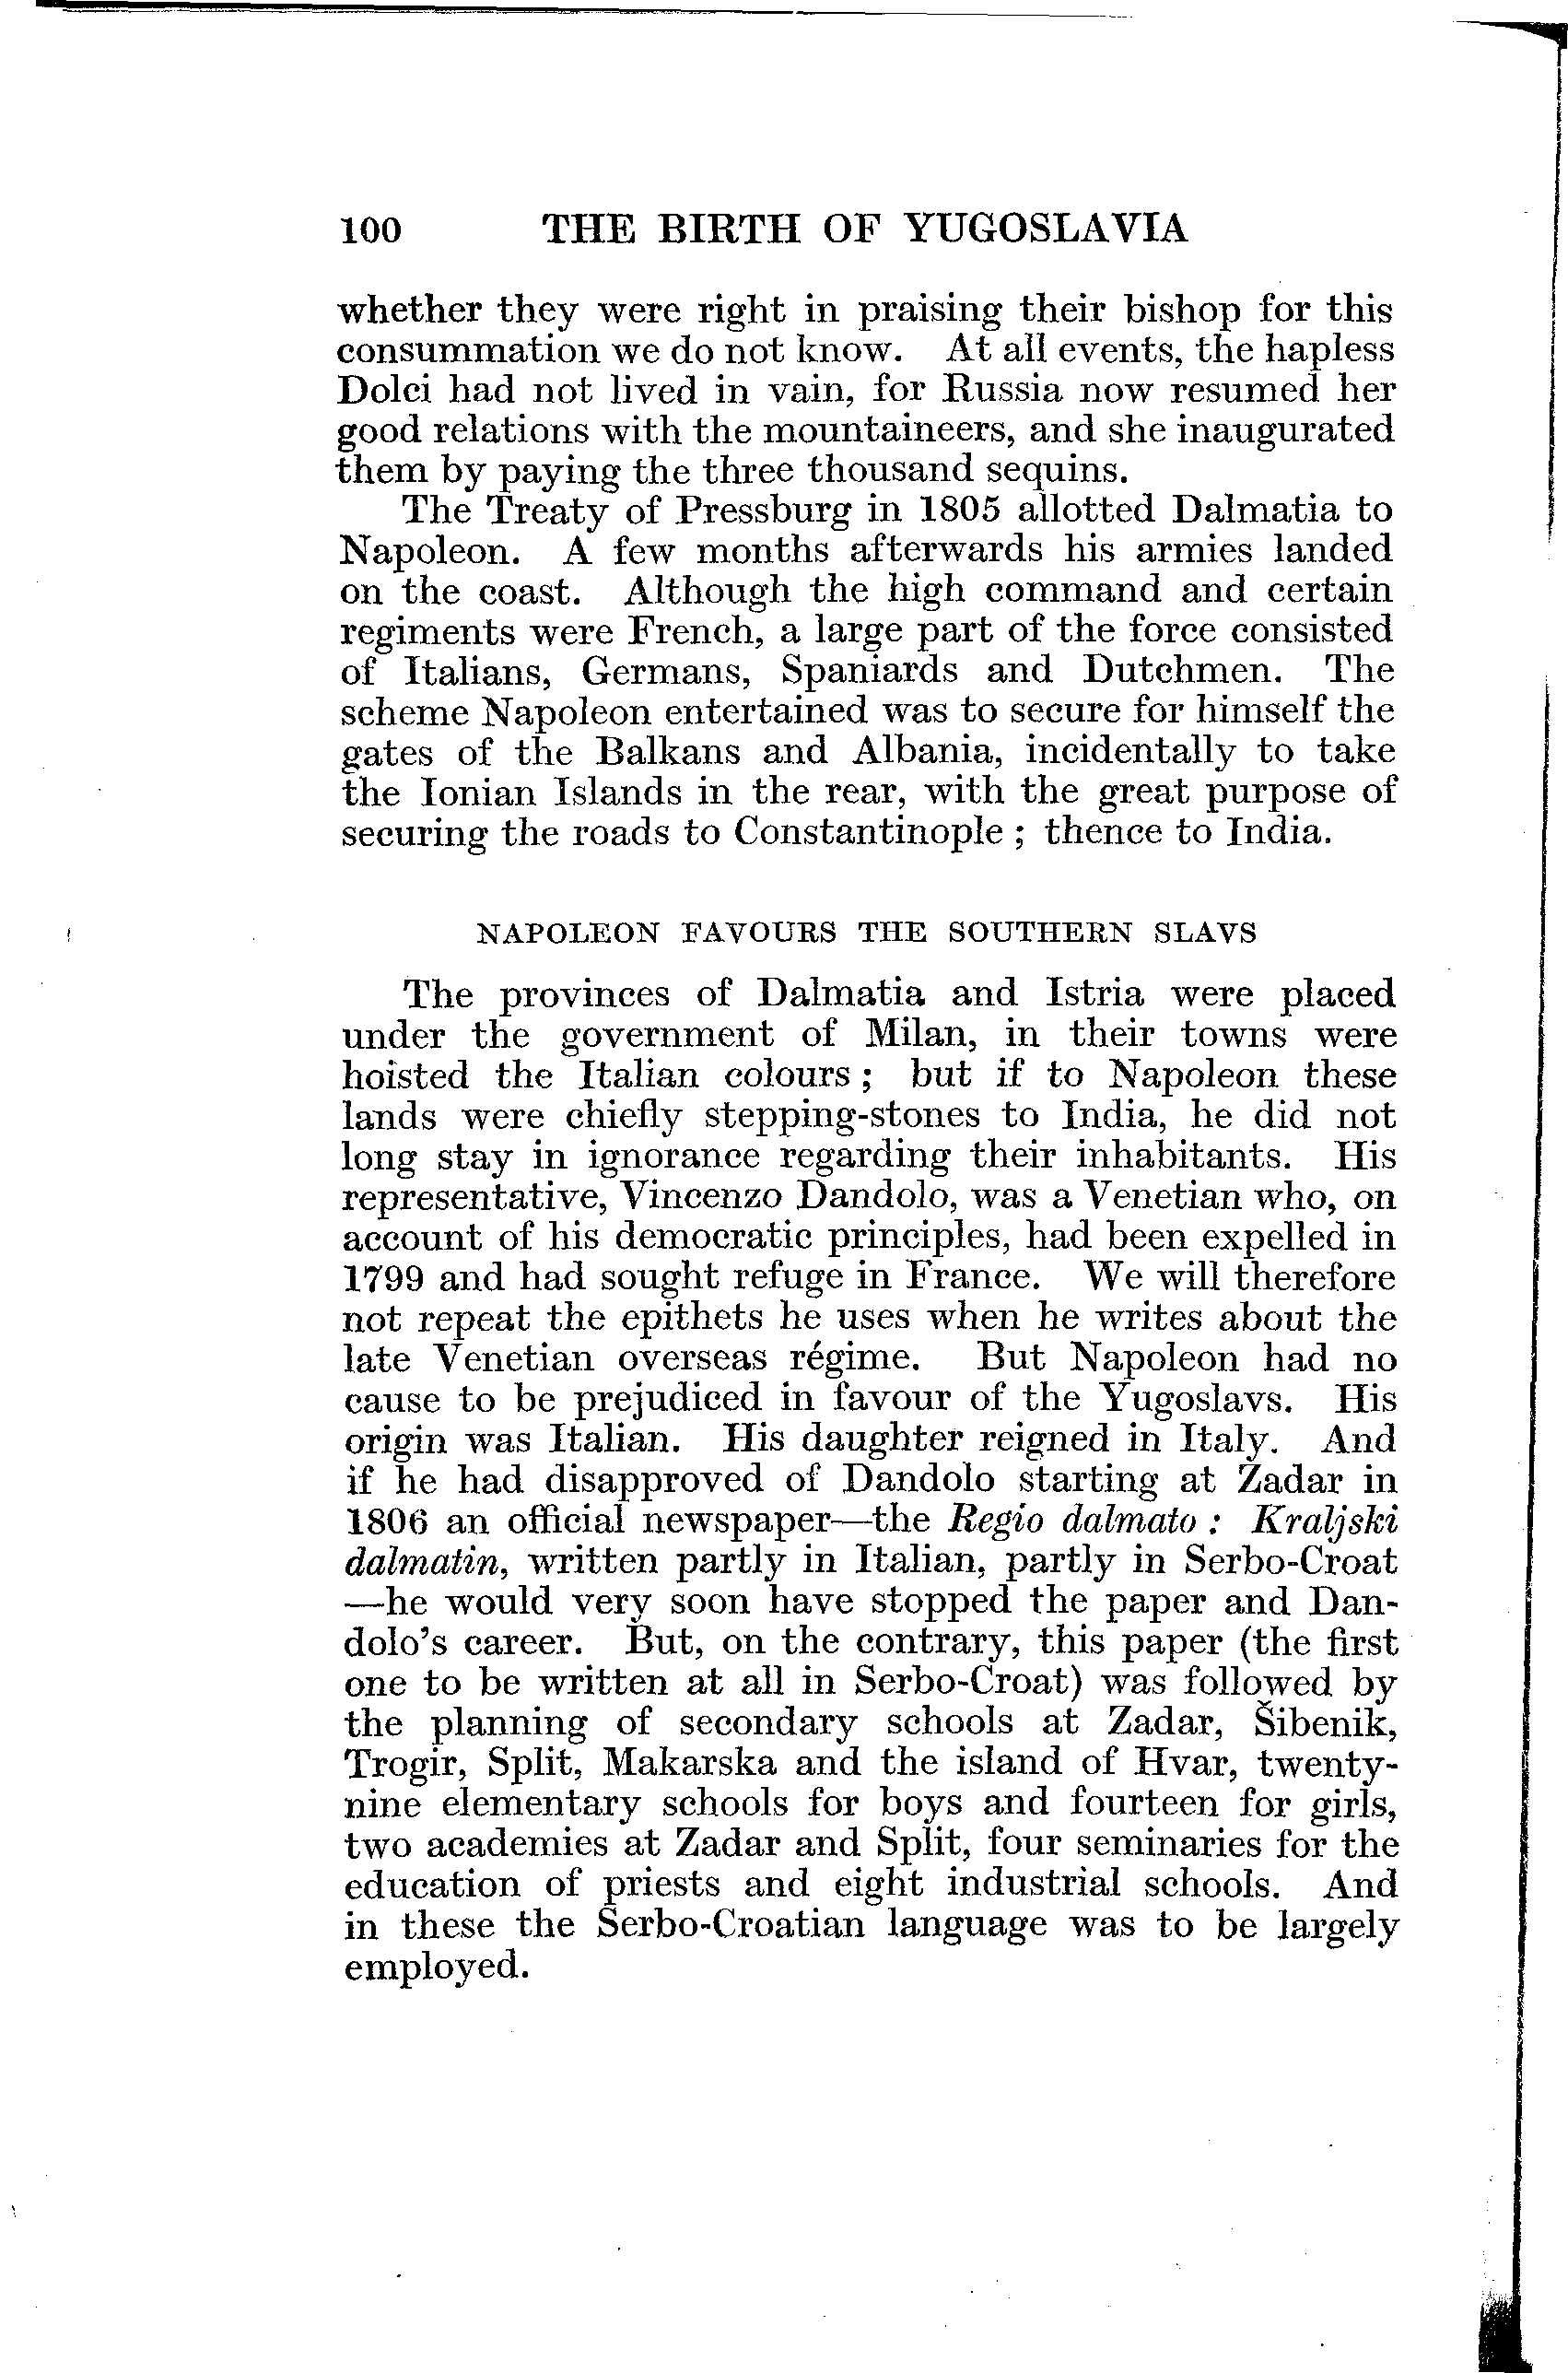 100 THE BIRTH OF YUGOSLAVIA
whether they were right in praising their bishop for this
consummation we do not know. At all events, the hapless
Dolci had not lived in vain, for Russia now resumed her
good relations with the mountaineers, and she inaugurated
them by paying the three thousand sequins.
The Treaty of Pressburg in 1805 allotted Dalmatia to
Napoleon. A few months afterwards his armies landed
on the coast. Although the high command and certain
regiments were French, a large part of the force consisted
of Italians, Germans, Spaniards and Dutchmen. The
scheme Napoleon entertained was to secure for himself the
gates of the Balkans and Albania, incidentally to take
the Ionian Islands in the rear, with the great purpose of
securing the roads to Constantinople ; thence to India.
NAPOLEON FAVOURS THE SOUTHERN SLAVS
The provinces of Dalmatia and Istria were placed
under the government of Milan, in their towns were
hoisted the Italian colours ; but if to Napoleon these
lands were chiefly stepping-stones to India, he did not
long stay in ignorance regarding their inhabitants. His
representative, Vincenzo Dandolo, was a Venetian who, on
account of his democratic principles, had been expelled in
1799 and had sought refuge in France. We will therefore
not repeat the epithets he uses when he writes about the
late Venetian overseas régime. But Napoleon had no
cause to be prejudiced in favour of the Yugoslavs. His
origin was Italian. His daughter reigned in Italy. And
if he had disapproved of Dandolo starting at Zadar in
1806 an official newspaper—the Regio dalmato : Kraljski
dalmatin, written partly in Italian, partly in Serbo-Croat
—he would very soon have stopped the paper and Dan-
dolo's career. But, on the contrary, this paper (the first
one to be written at all in Serbo-Croat) was followed by
the planning of secondary schools at Zadar, Šibenik,
Trogir, Split, Makarska and the island of Hvar, twenty-
nine elementary schools for boys and fourteen for girls,
two academies at Zadar and Split, four seminaries for the
education of priests and eight industrial schools. And
in these the Serbo-Croatian language was to be largely
employed.